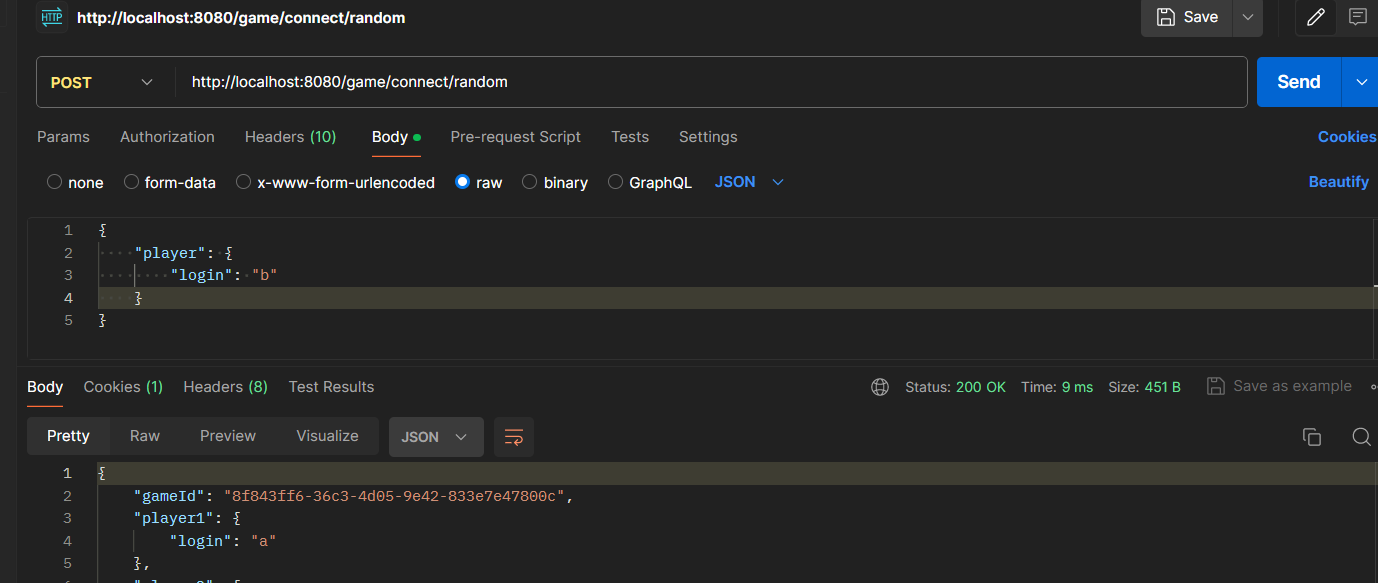 HTTP http://localhost:8080/game/connect/random Save
POST http://localhost:8080/game/connect/random Send
Params Authorization Headers (10) Body Pre-request Script Tests Settings Cookies
none form-data x-www-form-urlencoded raw binary GraphQL JSON Beautify
1 {
2 "player": {
3 "login": "b"
4 }
5 }
Body Cookies (1) Headers (8) Test Results Status: 200 OK Time: 9 ms Size: 451 B Save as example
Pretty Raw Preview Visualize JSON
1 {
2 "gameId": "8f843ff6-36c3-4d05-9e42-833e7e47800c",
3 "player1": {
4 "login": "a"
5 },